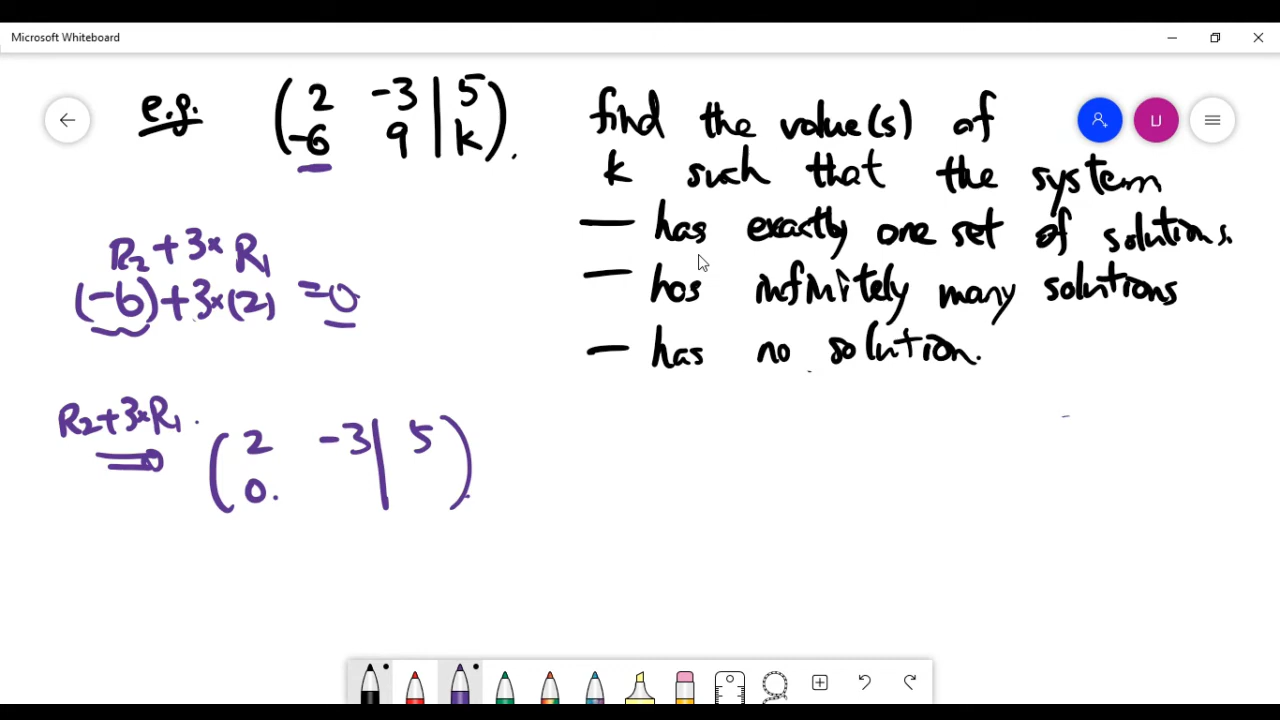 Microsoft Whiteboard
e.g. ( 2 -3 | 5
-6 9 | k ).
find the value(s) of
k such that the system
— has exactly one set of solutions.
— has infinitely many solutions
— has no solution.
R2 + 3× R1
(-6) + 3×(2) = 0
R2+3×R1
⇒ ( 2 -3 | 5
0. | )
LJ